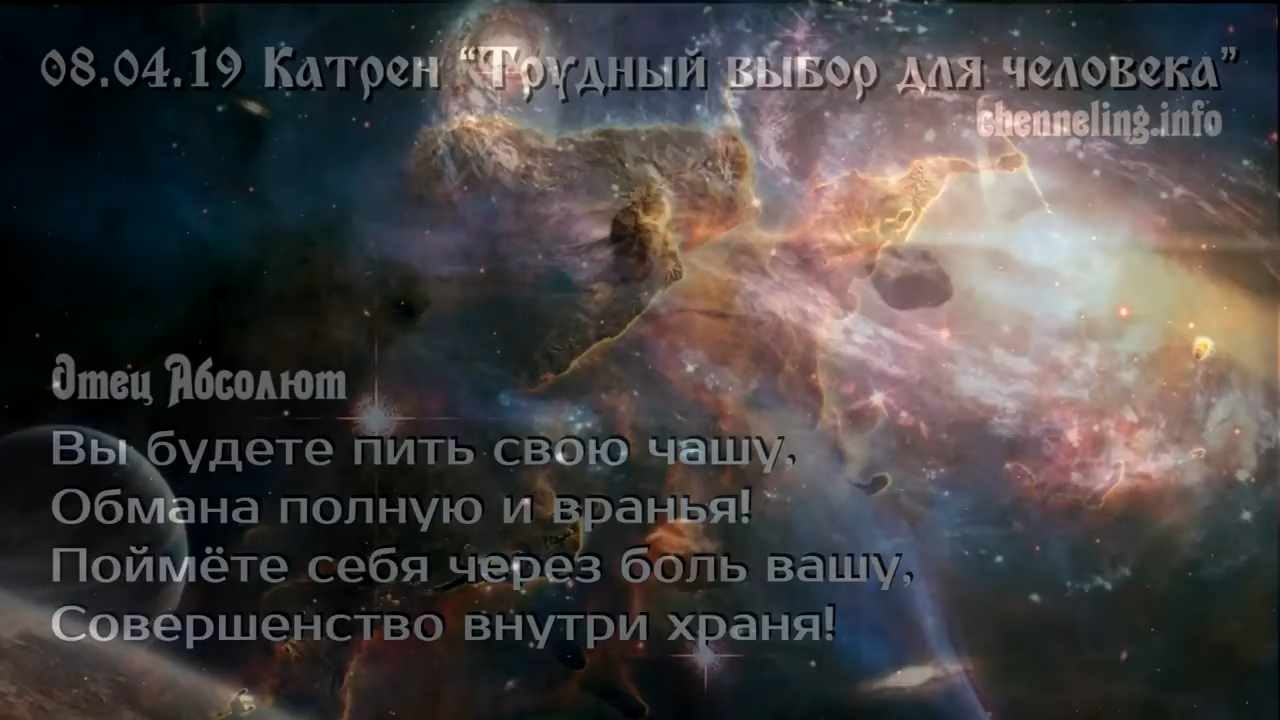 08.04.19 Катрен “Трудный выбор для человека”
chenneling.info
Отец Абсолют
Вы будете пить свою чашу,
Обмана полную и вранья!
Поймёте себя через боль вашу,
Совершенство внутри храня!